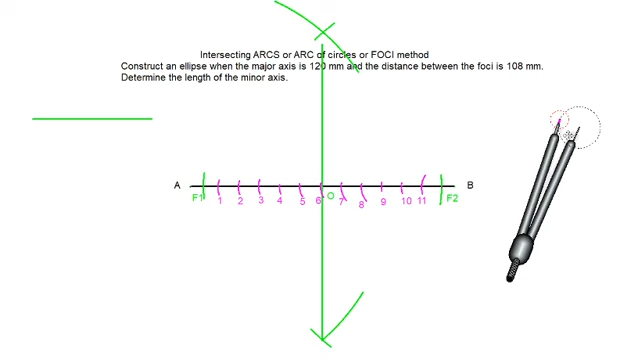 Intersecting ARCS or ARC of circles or FOCI method
Construct an ellipse when the major axis is 120 mm and the distance between the foci is 108 mm.
Determine the length of the minor axis.
A B
F1 1 2 3 4 5 6 O 7 8 9 10 11 F2